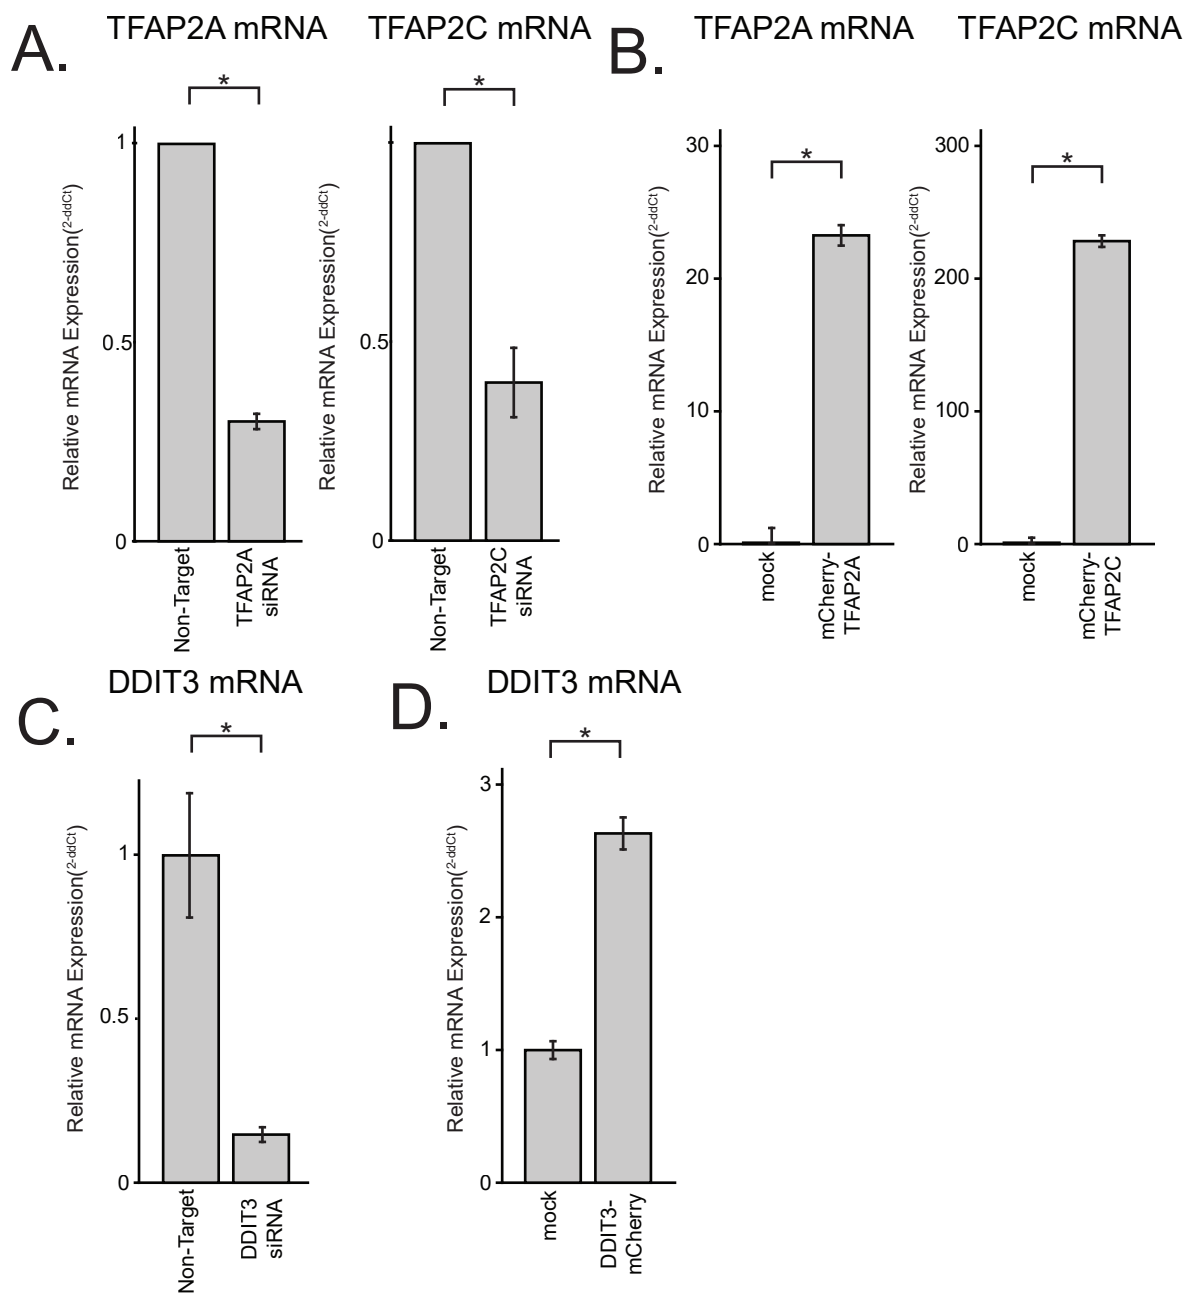 A.
TFAP2A mRNA
*
1
0.5
0
Relative mRNA Expression(2-ddCt)
Non-Target
TFAP2A
siRNA
TFAP2C mRNA
*
0.5
0
Relative mRNA Expression(2-ddCt)
Non-Target
TFAP2C
siRNA
B.
TFAP2A mRNA
*
30
20
10
0
Relative mRNA Expression(2-ddCt)
mock
mCherry-
TFAP2A
TFAP2C mRNA
*
300
200
100
0
Relative mRNA Expression(2-ddCt)
mock
mCherry-
TFAP2C
C.
DDIT3 mRNA
*
1
0.5
0
Relative mRNA Expression(2-ddCt)
Non-Target
DDIT3
siRNA
D.
DDIT3 mRNA
*
3
2
1
0
Relative mRNA Expression(2-ddCt)
mock
DDIT3-
mCherry